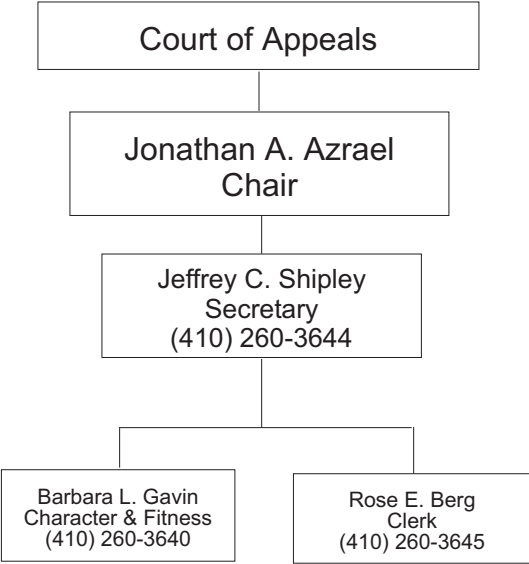 Court of Appeals
Jonathan A. Azrael
Chair
Jeffrey C. Shipley
Secretary
(410) 260-3644
Barbara L. Gavin
Character & Fitness
(410) 260-3640
Rose E. Berg
Clerk
(410) 260-3645